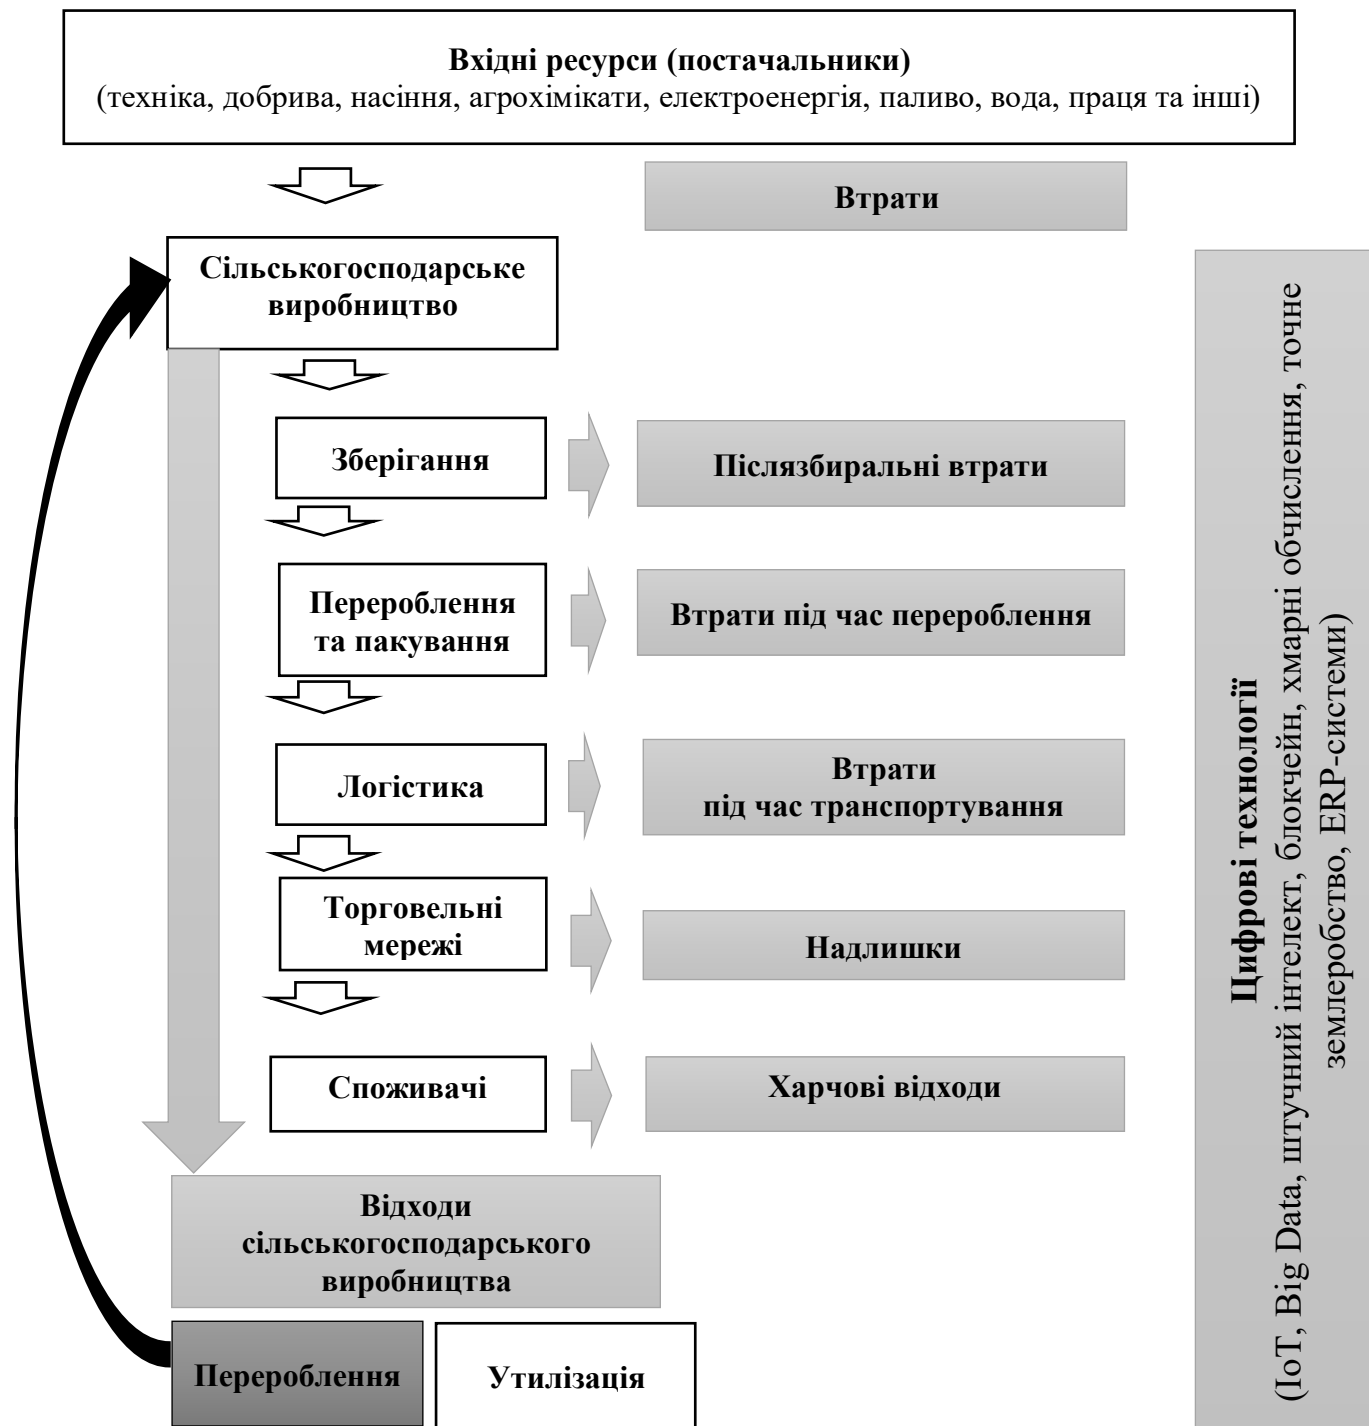 Вхідні ресурси (постачальники)
(техніка, добрива, насіння, агрохімікати, електроенергія, паливо, вода, праця та інші)
Втрати
Сільськогосподарське
виробництво
Зберігання
Післязбиральні втрати
Перероблення
та пакування
Втрати під час перероблення
Логістика
Втрати
під час транспортування
Торговельні
мережі
Надлишки
Споживачі
Харчові відходи
Відходи
сільськогосподарського
виробництва
Перероблення
Утилізація
Цифрові технології
(IoT, Big Data, штучний інтелект, блокчейн, хмарні обчислення, точне
землеробство, ERP-системи)